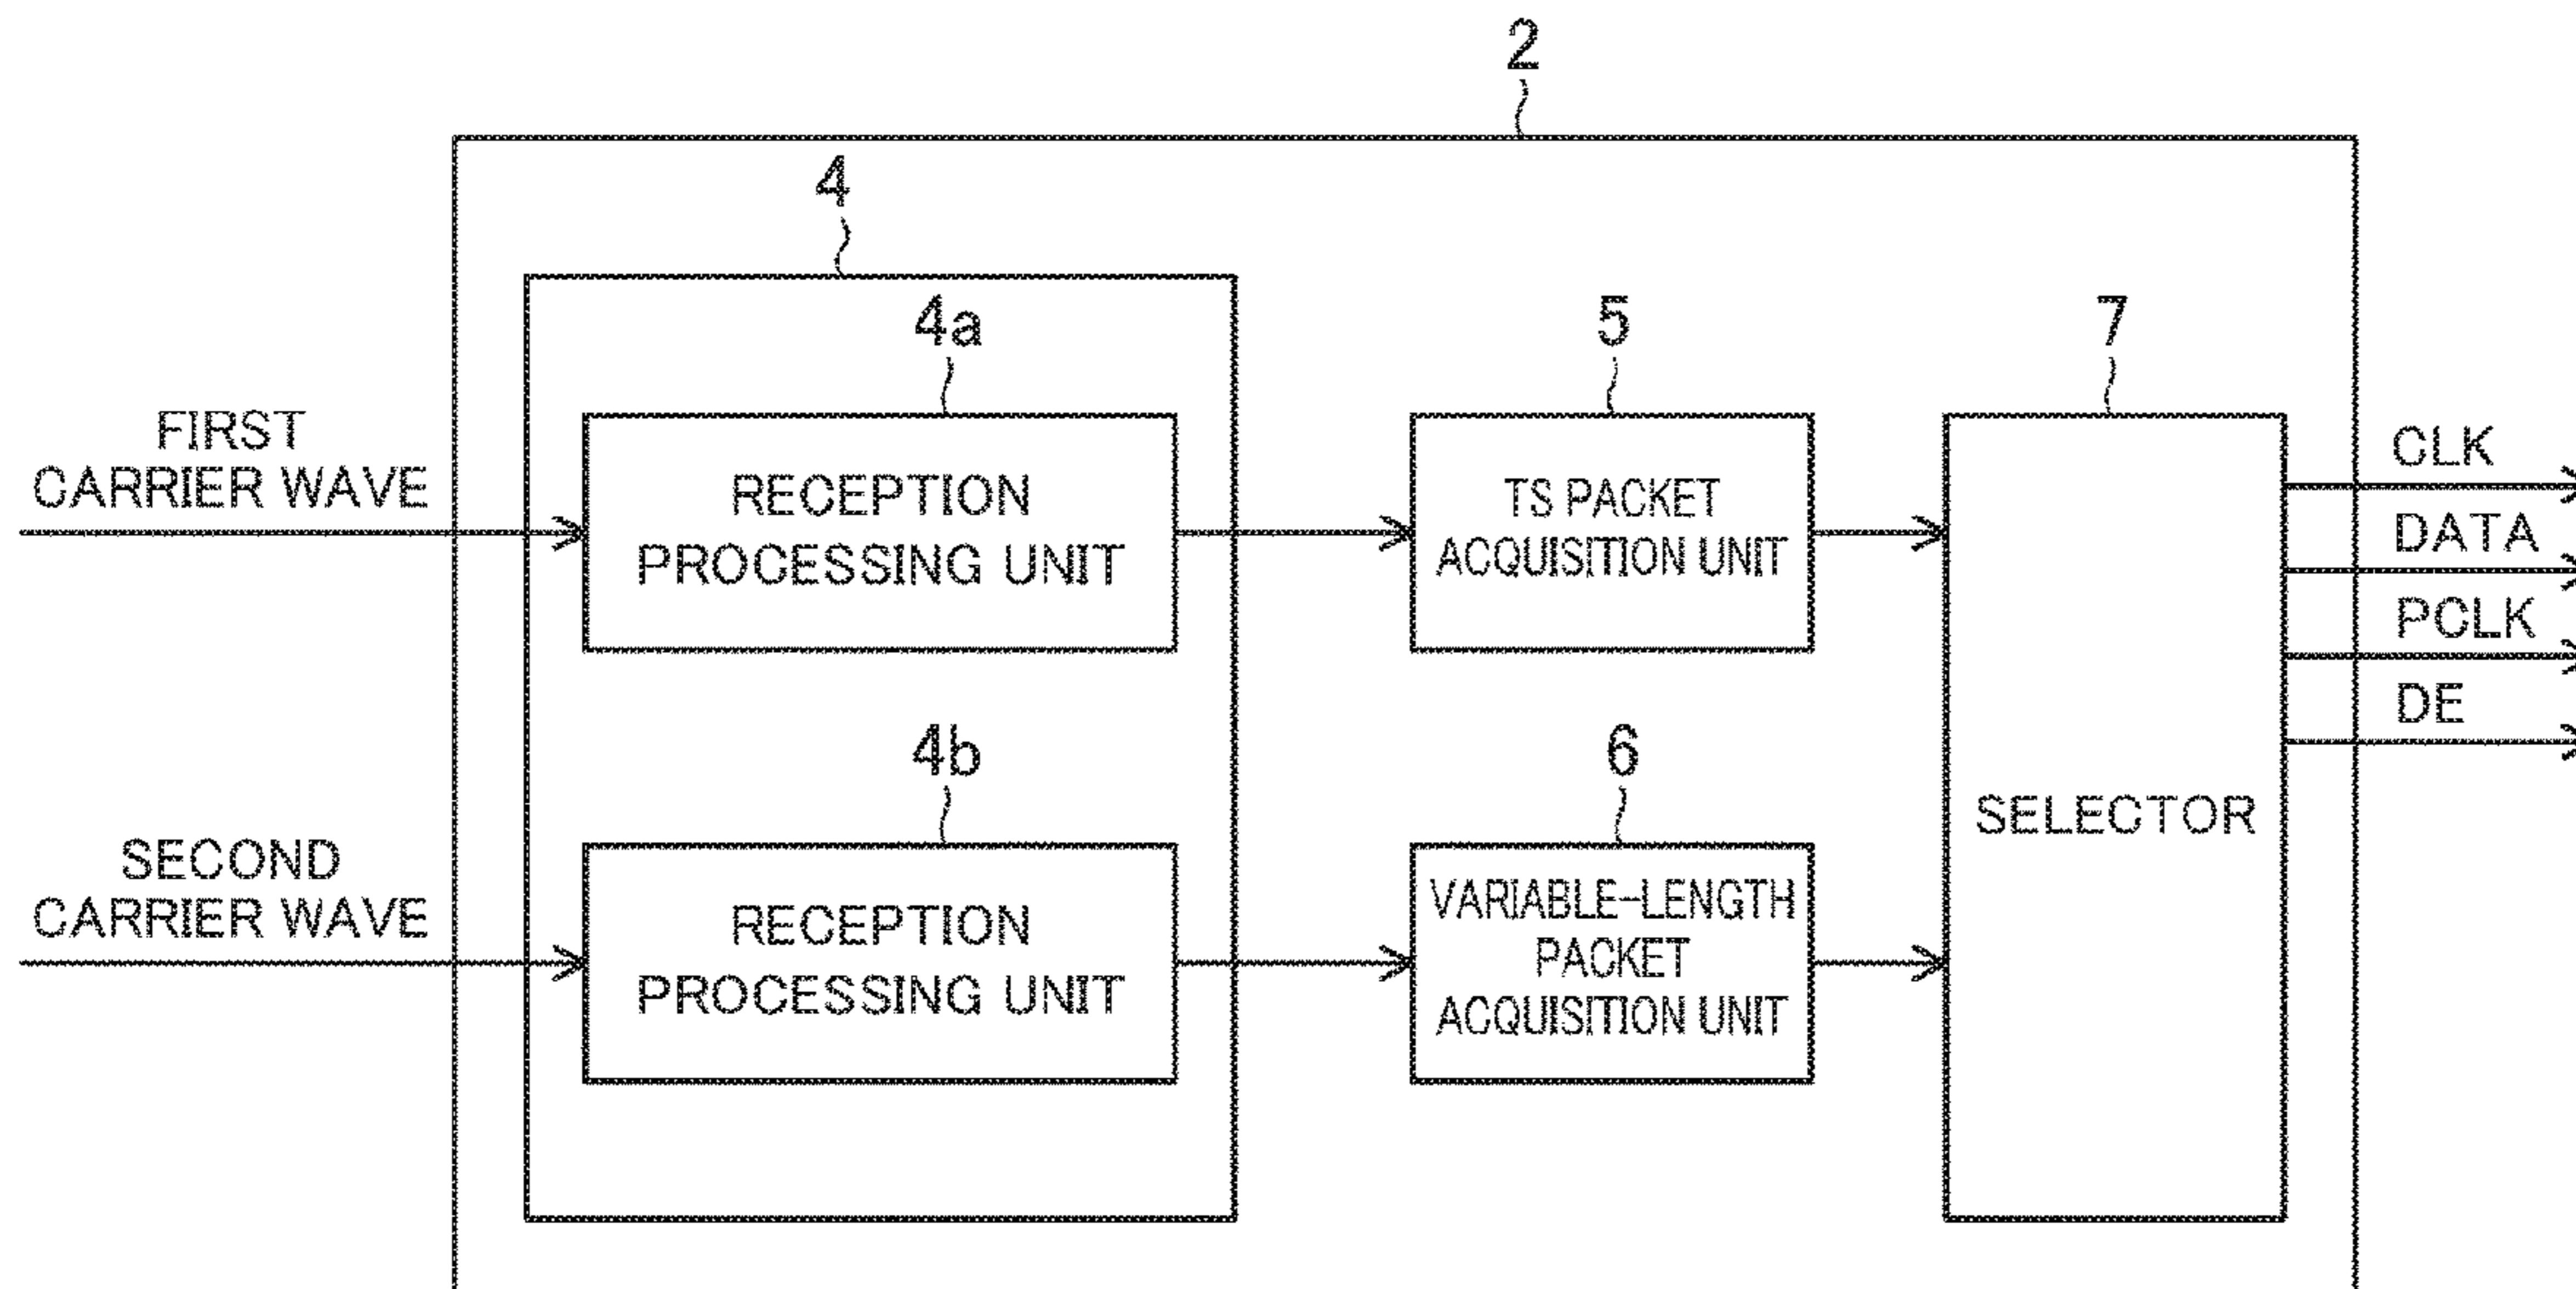 2
4
4a
5
7
FIRST
CARRIER WAVE
RECEPTION
PROCESSING UNIT
TS PACKET
ACQUISITION UNIT
CLK
DATA
PCLK
DE
4b
6
SECOND
CARRIER WAVE
RECEPTION
PROCESSING UNIT
VARIABLE-LENGTH
PACKET
ACQUISITION UNIT
SELECTOR